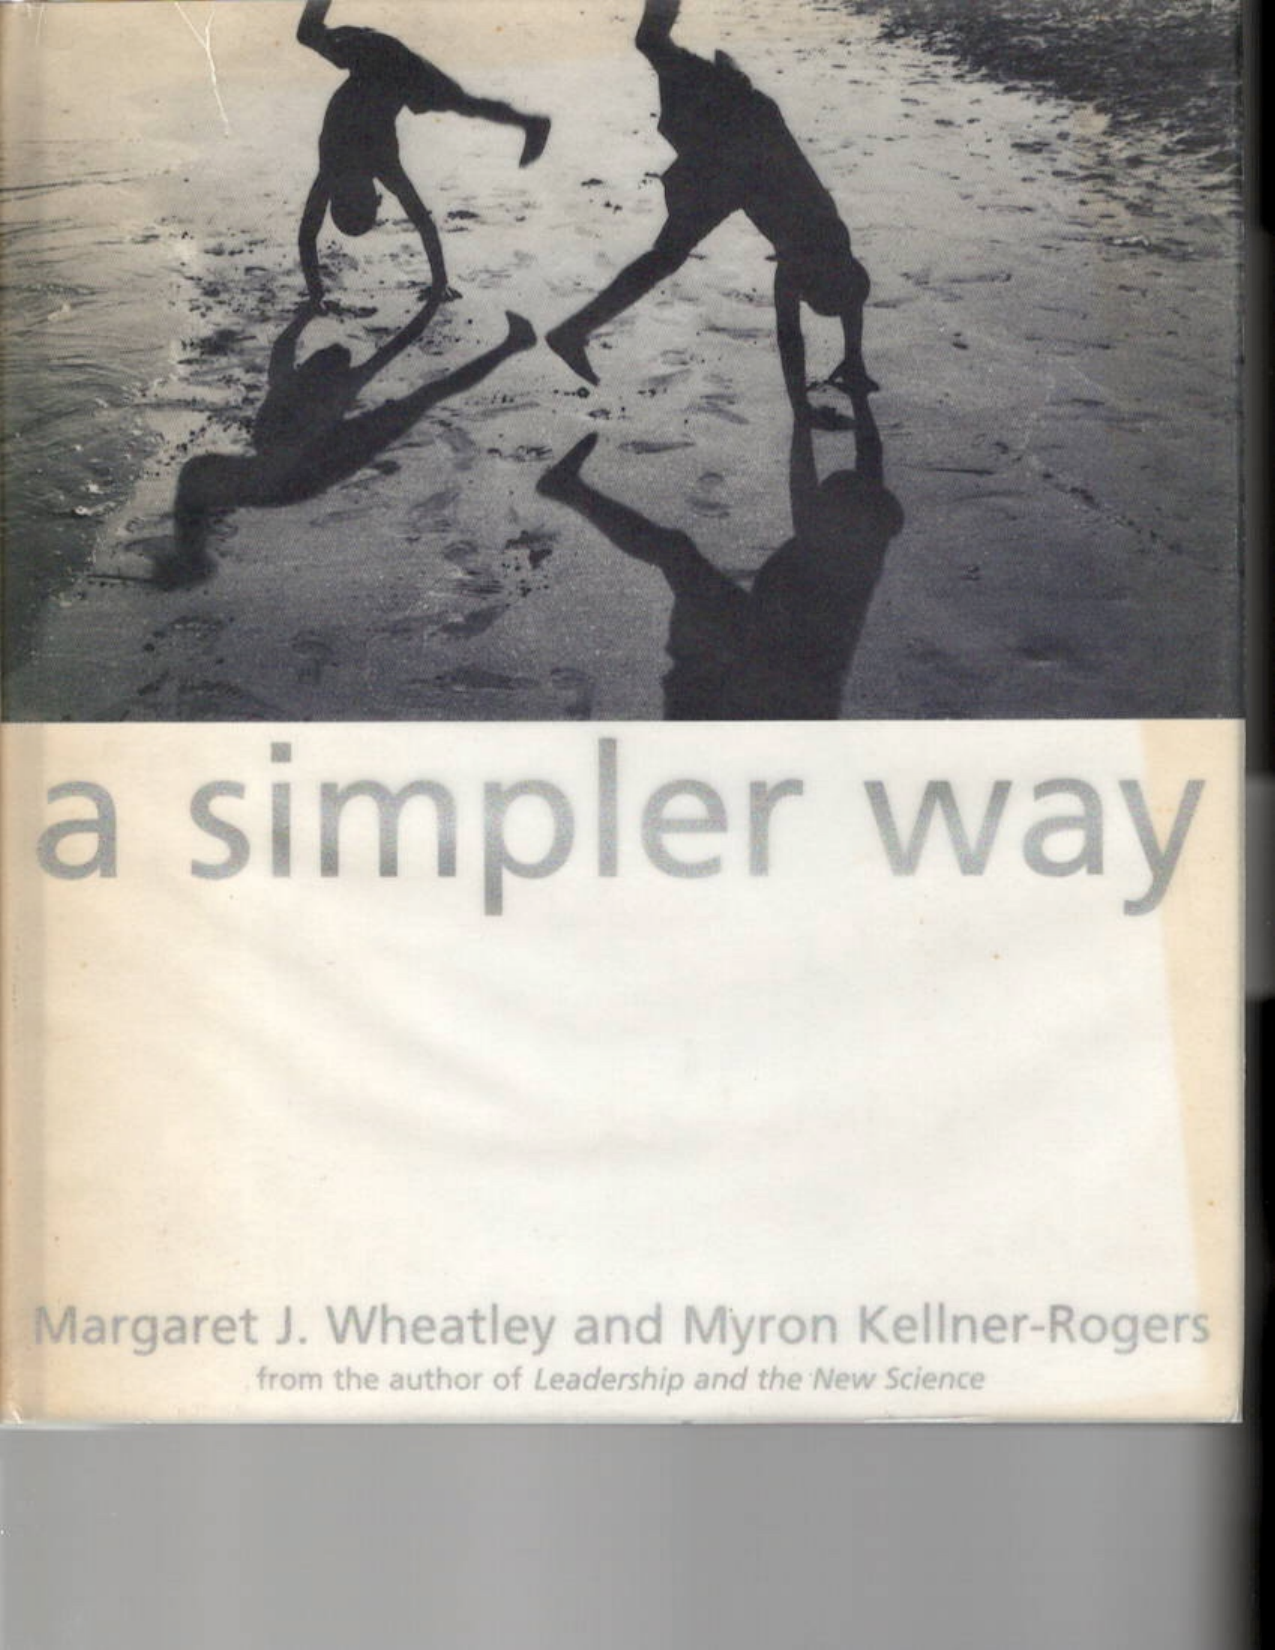 a simpler way
Margaret J. Wheatley and Myron Kellner-Rogers
from the author of Leadership and the New Science